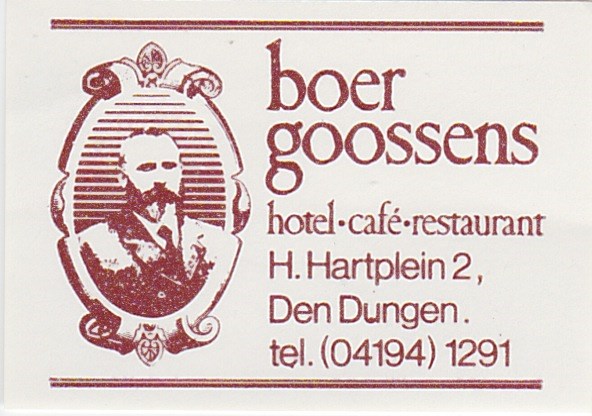 boer
goossens
hotel·café·restaurant
H. Hartplein 2,
Den Dungen.
tel. (04194) 1291